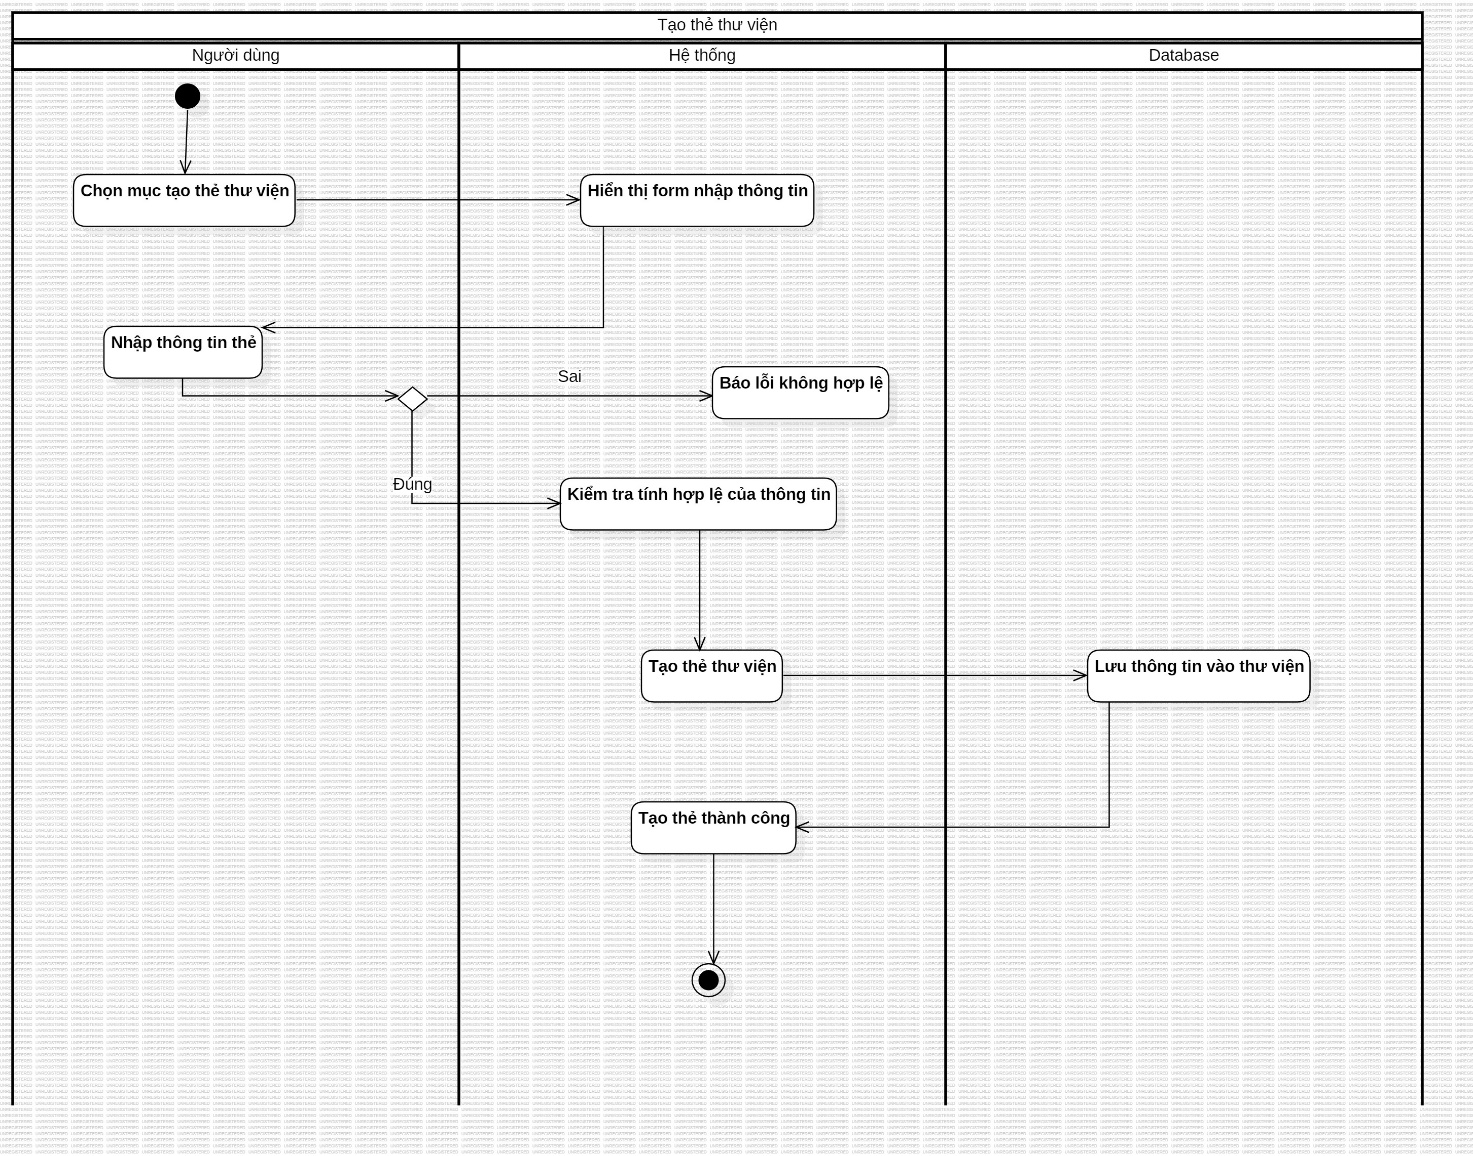 Tạo thẻ thư viện
Người dùng
Hệ thống
Database
Chọn mục tạo thẻ thư viện
Hiển thị form nhập thông tin
Nhập thông tin thẻ
Sai
Báo lỗi không hợp lệ
Đúng
Kiểm tra tính hợp lệ của thông tin
Tạo thẻ thư viện
Lưu thông tin vào thư viện
Tạo thẻ thành công